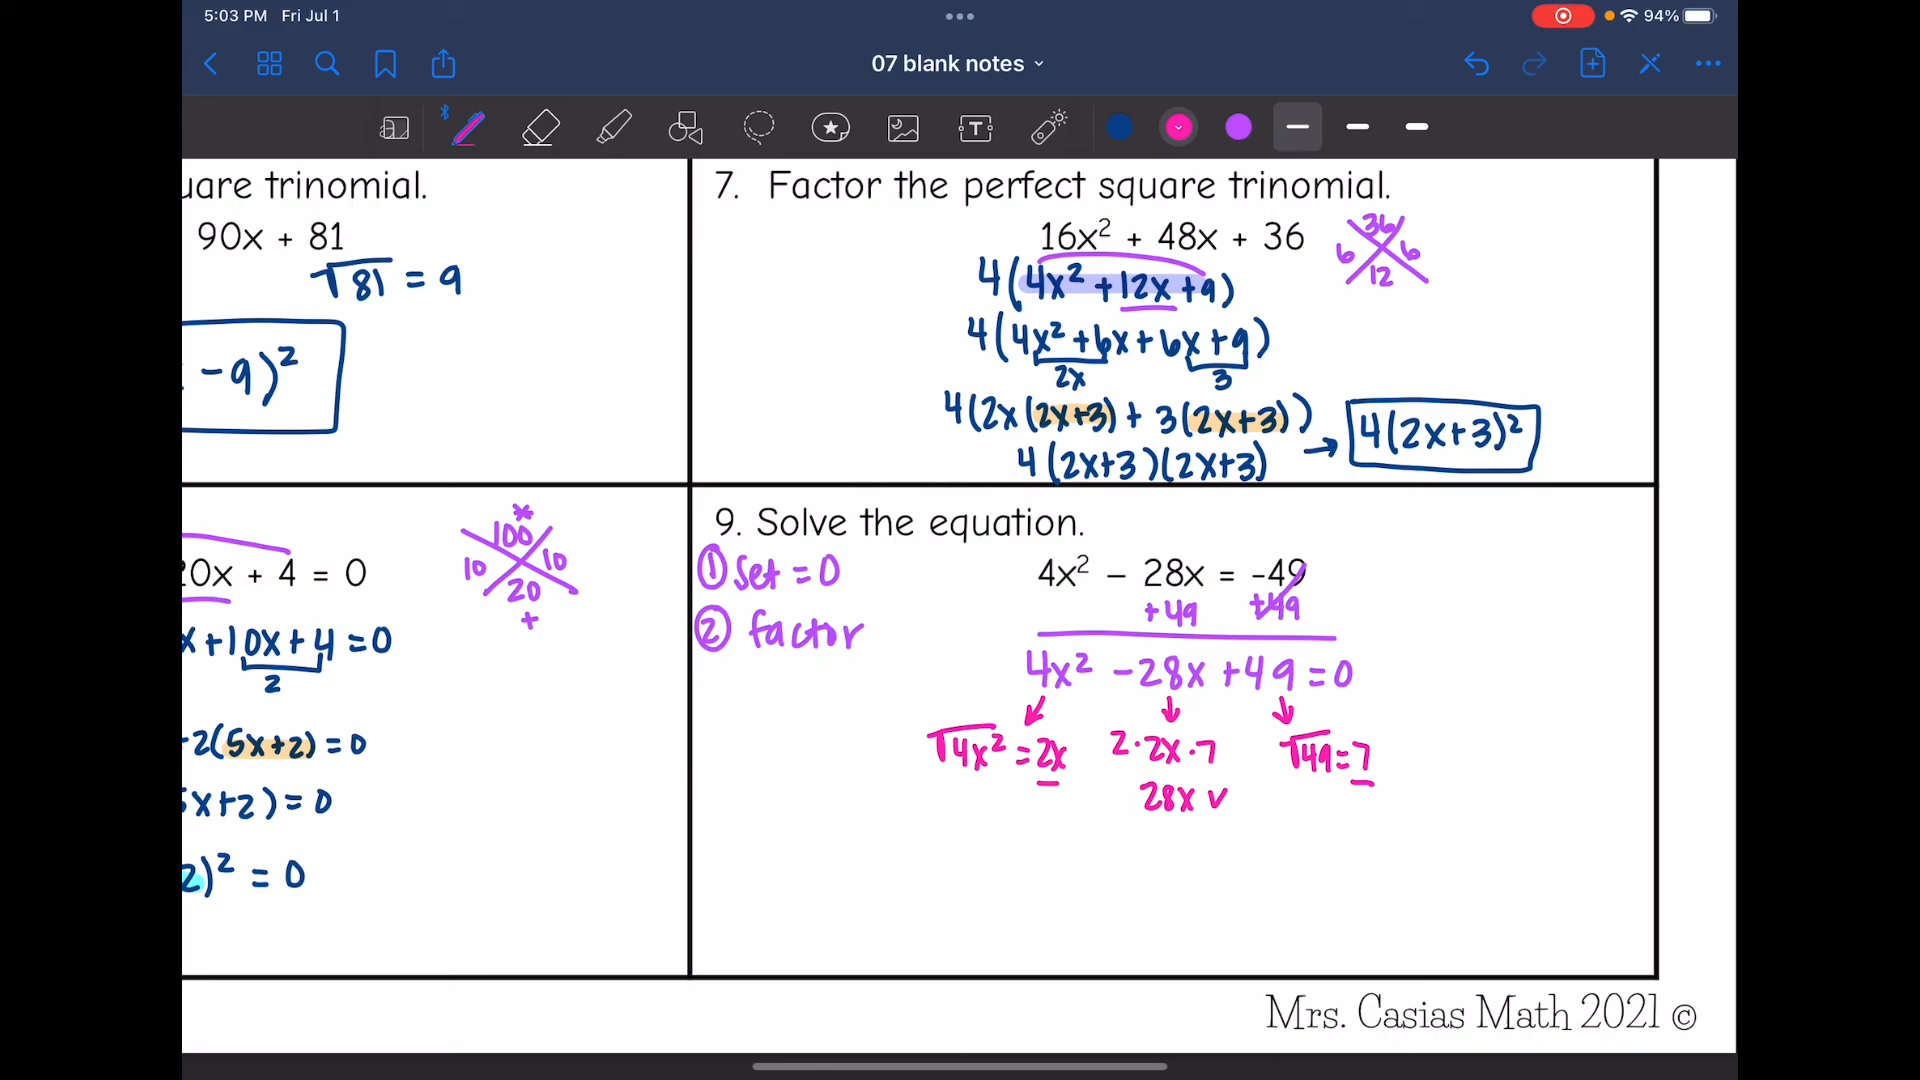 5:03 PM Fri Jul 1
94%
07 blank notes
uare trinomial.
90x + 81
√81 = 9
-9)²
7. Factor the perfect square trinomial.
16x² + 48x + 36
36
6 6
12
4(4x² + 12x + 9)
4(4x² + 6x + 6x + 9)
2x 3
4(2x(2x+3) + 3(2x+3))
4(2x+3)(2x+3) → 4(2x+3)²
20x + 4 = 0
*
100
10 10
20
+
x + 10x + 4 = 0
2
2(5x+2) = 0
5x+2) = 0
2)² = 0
9. Solve the equation.
① Set = 0
② factor
4x² − 28x = -49
+49 +49
4x² - 28x + 49 = 0
√4x² = 2x 2·2x·7 √49 = 7
28x ✓
Mrs. Casias Math 2021 ©